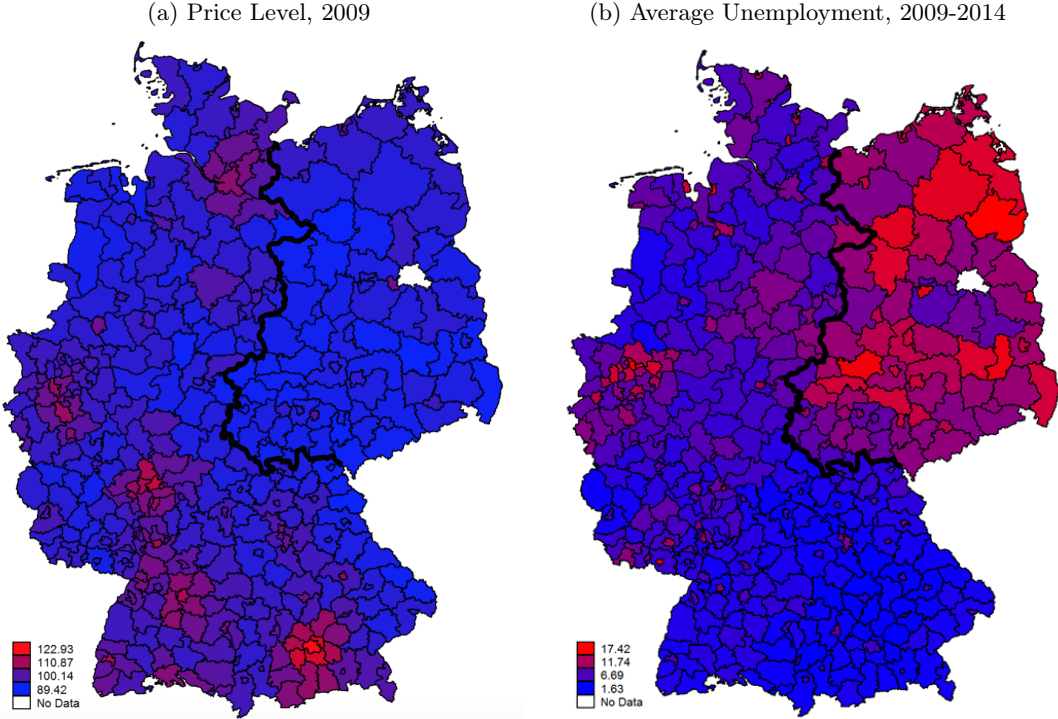 (a) Price Level, 2009
122.93
110.87
100.14
89.42
No Data
(b) Average Unemployment, 2009-2014
17.42
11.74
6.69
1.63
No Data